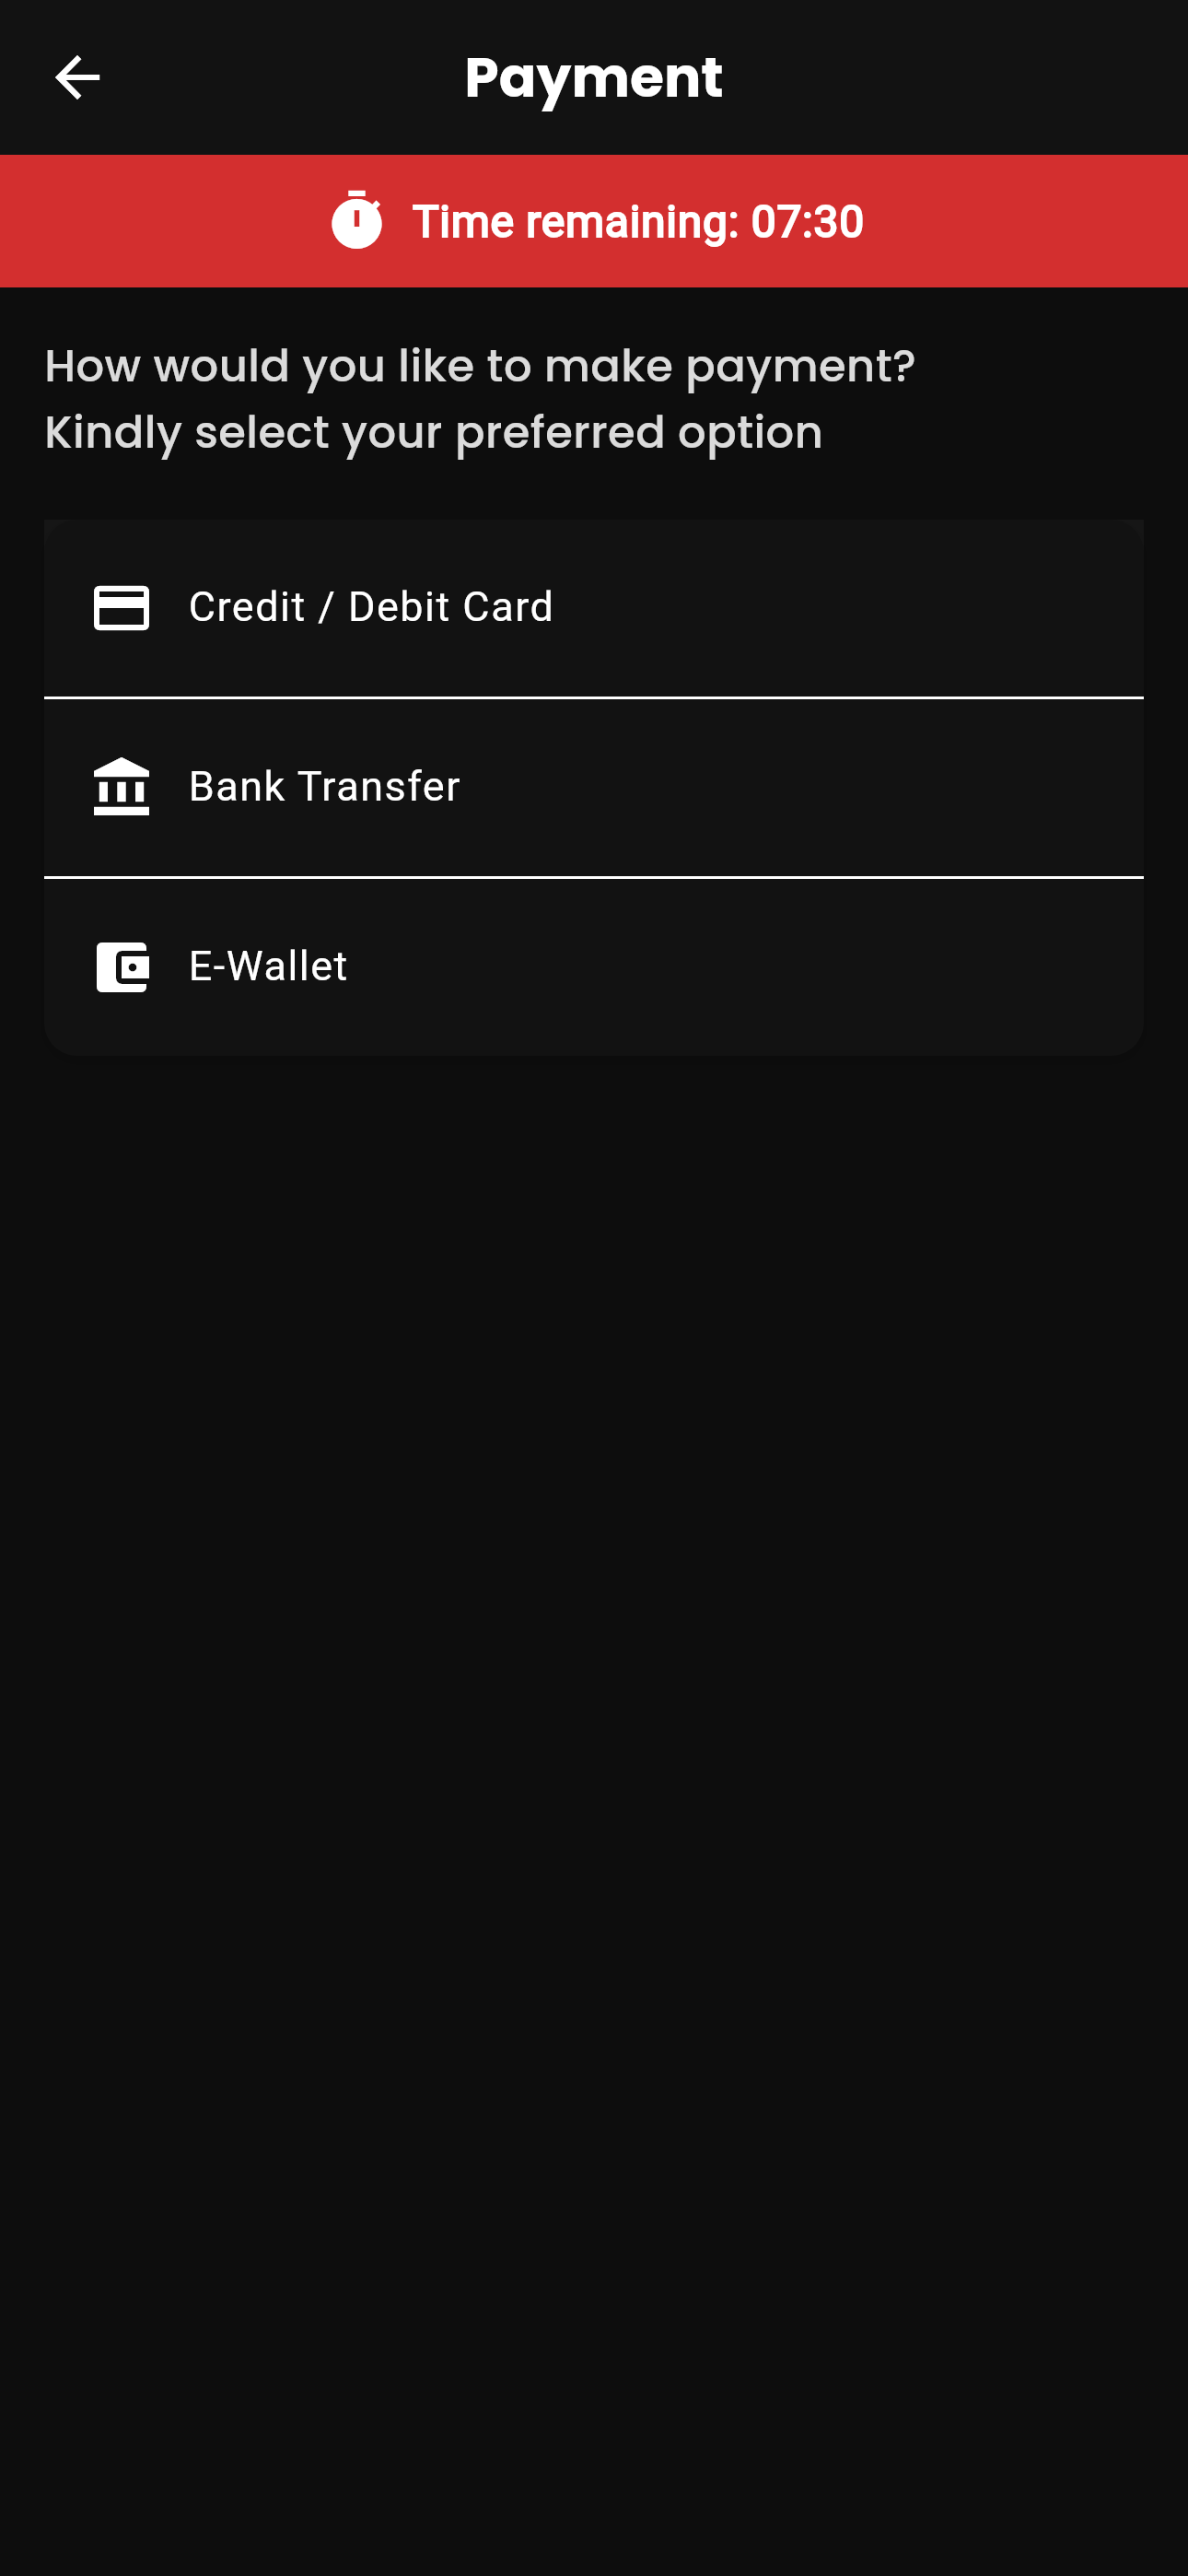 Payment
Time remaining: 07:30
How would you like to make payment?
Kindly select your preferred option
Credit / Debit Card
Bank Transfer
E-Wallet